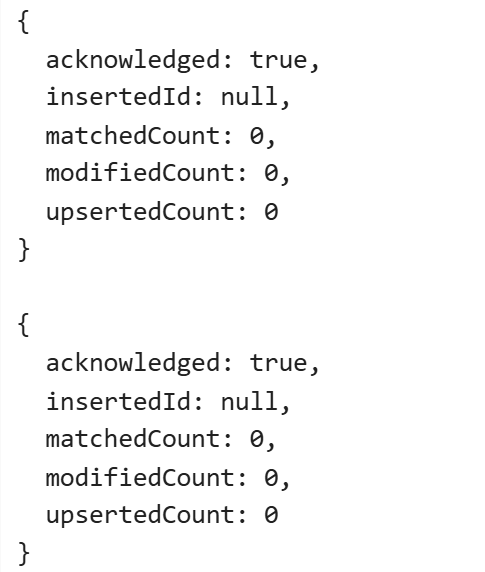 {
  acknowledged: true,
  insertedId: null,
  matchedCount: 0,
  modifiedCount: 0,
  upsertedCount: 0
}
{
  acknowledged: true,
  insertedId: null,
  matchedCount: 0,
  modifiedCount: 0,
  upsertedCount: 0
}